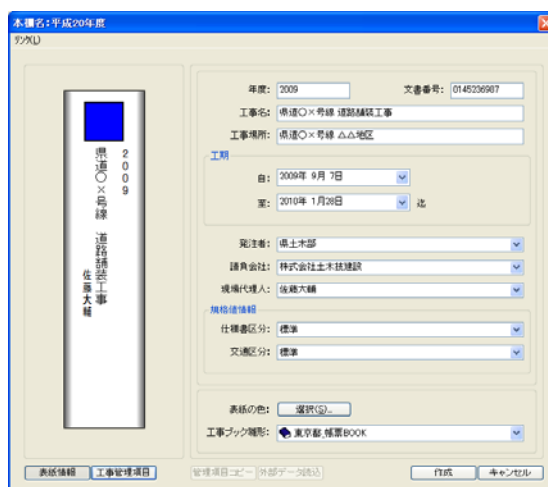 本棚名:平成20年度
リンク(L)
年度: 2009 文書番号: 0145236987
工事名: 県道○×号線 道路舗装工事
工事場所: 県道○×号線 △△地区
工期
自: 2009年 9月 7日
至: 2010年 1月28日 迄
発注者: 県土木部
請負会社: 株式会社土木技建設
現場代理人: 佐藤大輔
規格値情報
仕様書区分: 標準
交通区分: 標準
表紙の色: 選択(S)...
工事ブック雛形: 東京都_帳票BOOK
2009
県道○×号線 道路舗装工事
佐藤大輔
表紙情報 工事管理項目 管理項目コピー 外部データ読込 作成 キャンセル